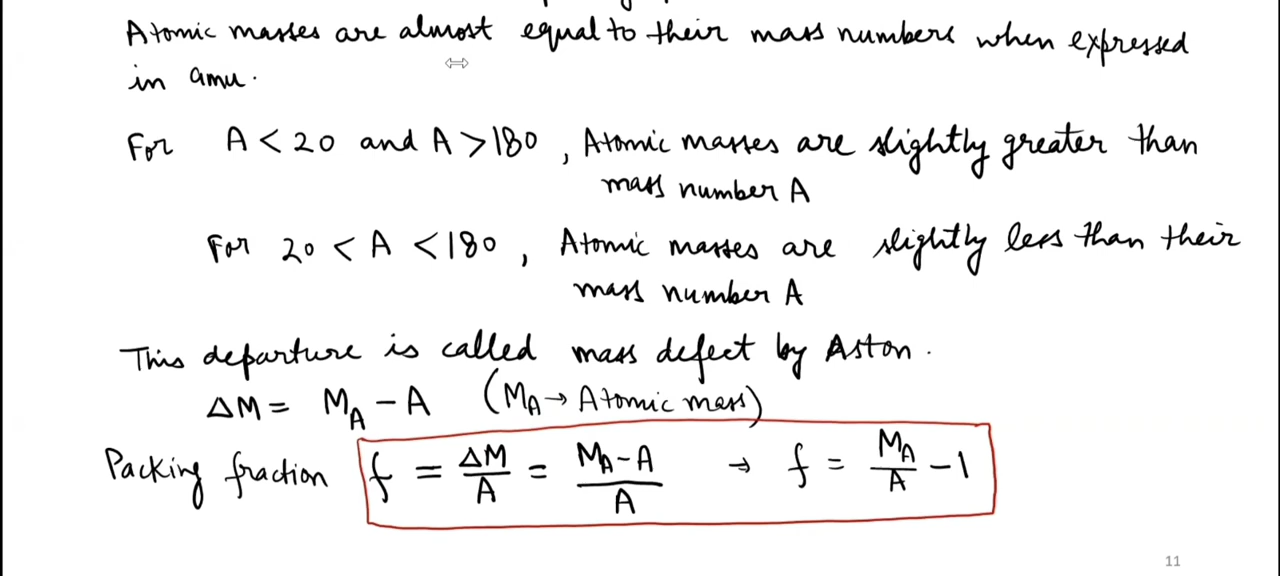 Atomic masses are almost equal to their mass numbers when expressed
in amu.
For A < 20 and A > 180 , Atomic masses are slightly greater than
mass number A
For 20 < A < 180 , Atomic masses are slightly less than their
mass number A
This departure is called mass defect by Aston.
ΔM = M_A - A (M_A → Atomic mass)
Packing fraction f = ΔM/A = (M_A - A)/A → f = M_A/A - 1
11